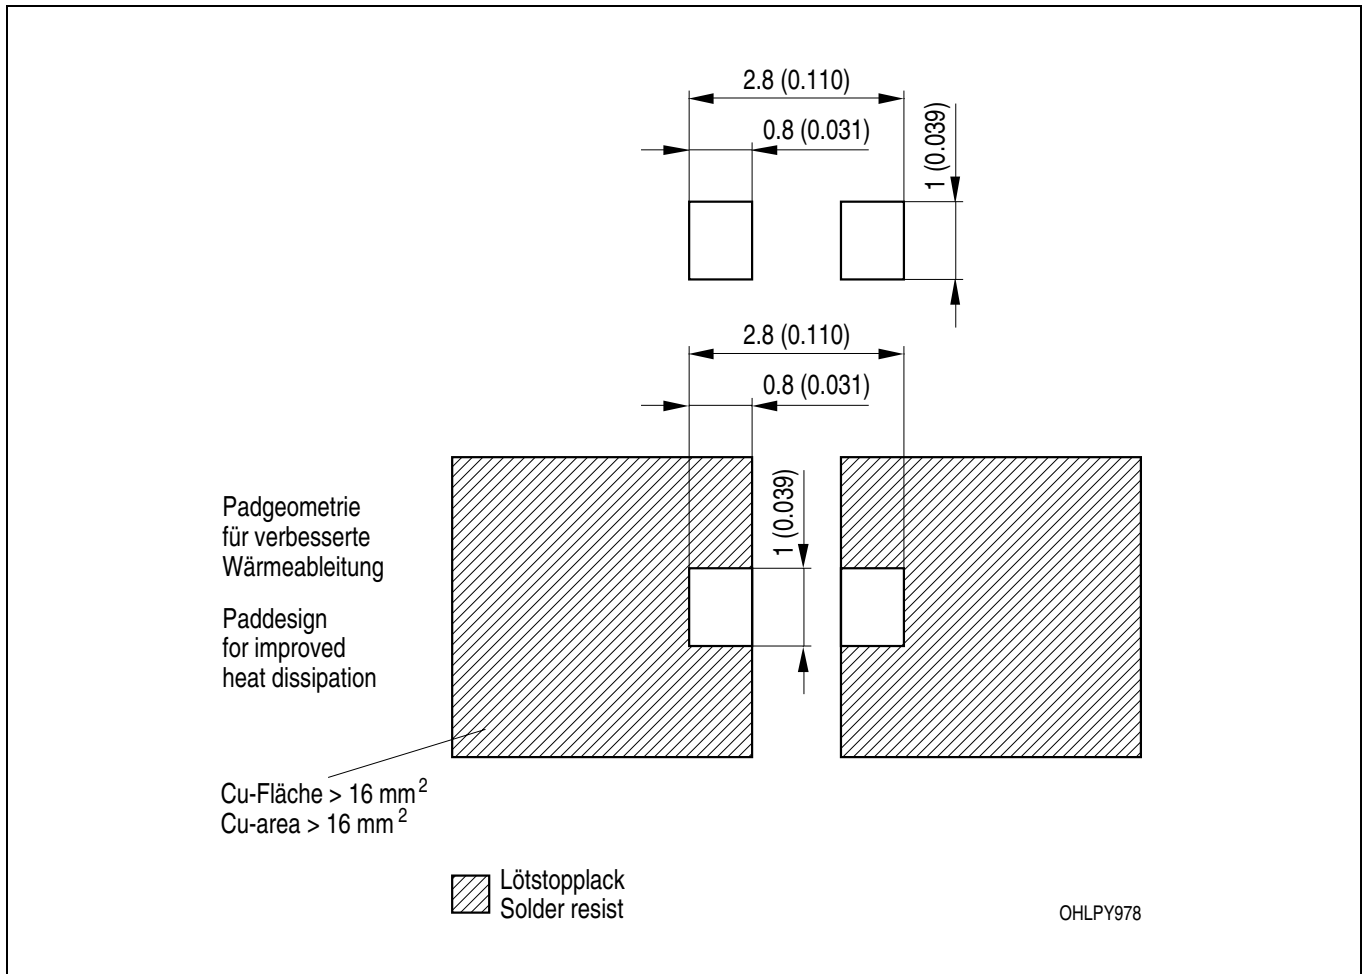 2.8 (0.110)
0.8 (0.031)
1 (0.039)
2.8 (0.110)
0.8 (0.031)
1 (0.039)
Padgeometrie
für verbesserte
Wärmeableitung
Paddesign
for improved
heat dissipation
Cu-Fläche > 16 mm²
Cu-area > 16 mm²
Lötstopplack
Solder resist
OHLPY978